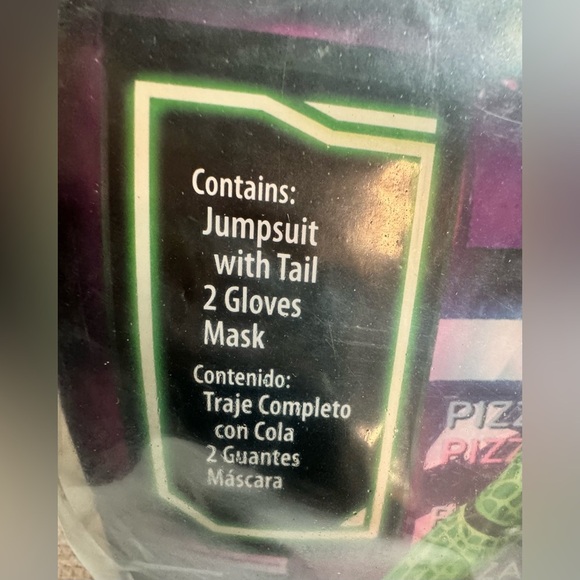 Contains:
Jumpsuit
with Tail
2 Gloves
Mask
Contenido:
Traje Completo
con Cola
2 Guantes
Máscara